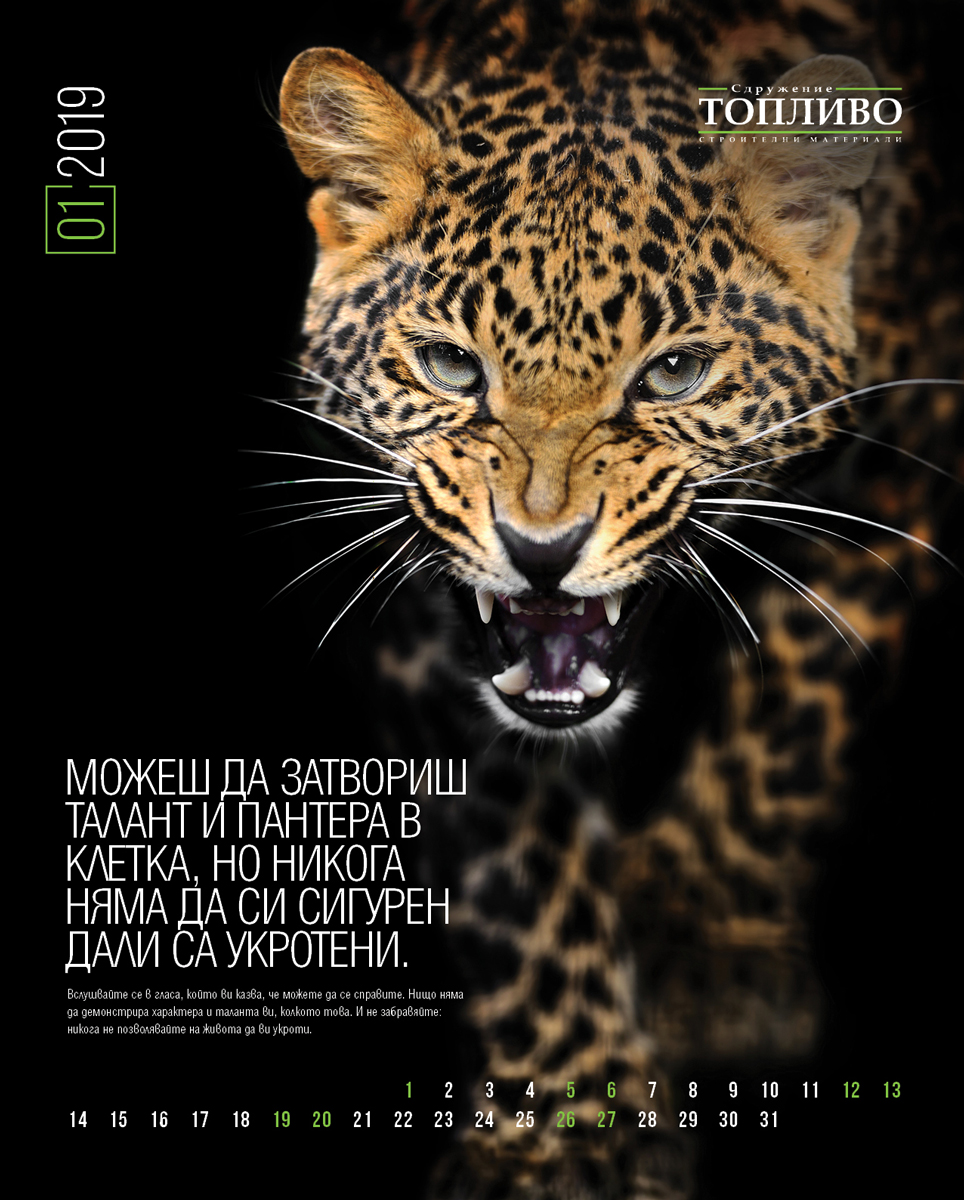 01 2019
Сдружение
ТОПЛИВО
СТРОИТЕЛНИ МАТЕРИАЛИ
МОЖЕШ ДА ЗАТВОРИШ
ТАЛАНТ И ПАНТЕРА В
КЛЕТКА, НО НИКОГА
НЯМА ДА СИ СИГУРЕН
ДАЛИ СА УКРОТЕНИ.
Вслушвайте се в гласа, който ви казва, че можете да се справите. Нищо няма
да демонстрира характера и таланта ви, колкото това. И не забравяйте:
никога не позволявайте на живота да ви укроти.
1 2 3 4 5 6 7 8 9 10 11 12 13
14 15 16 17 18 19 20 21 22 23 24 25 26 27 28 29 30 31